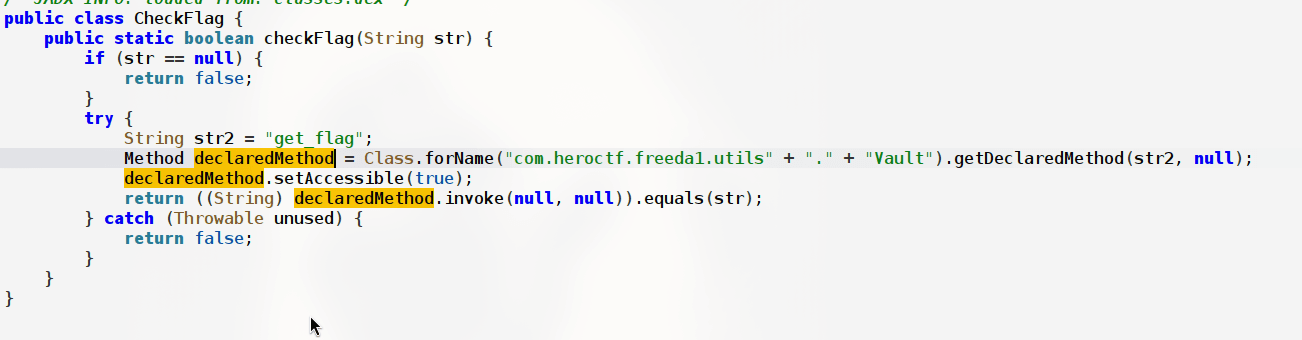 public class CheckFlag {
    public static boolean checkFlag(String str) {
        if (str == null) {
            return false;
        }
        try {
            String str2 = "get_flag";
            Method declaredMethod = Class.forName("com.heroctf.freeda1.utils" + "." + "Vault").getDeclaredMethod(str2, null);
            declaredMethod.setAccessible(true);
            return ((String) declaredMethod.invoke(null, null)).equals(str);
        } catch (Throwable unused) {
            return false;
        }
    }
}